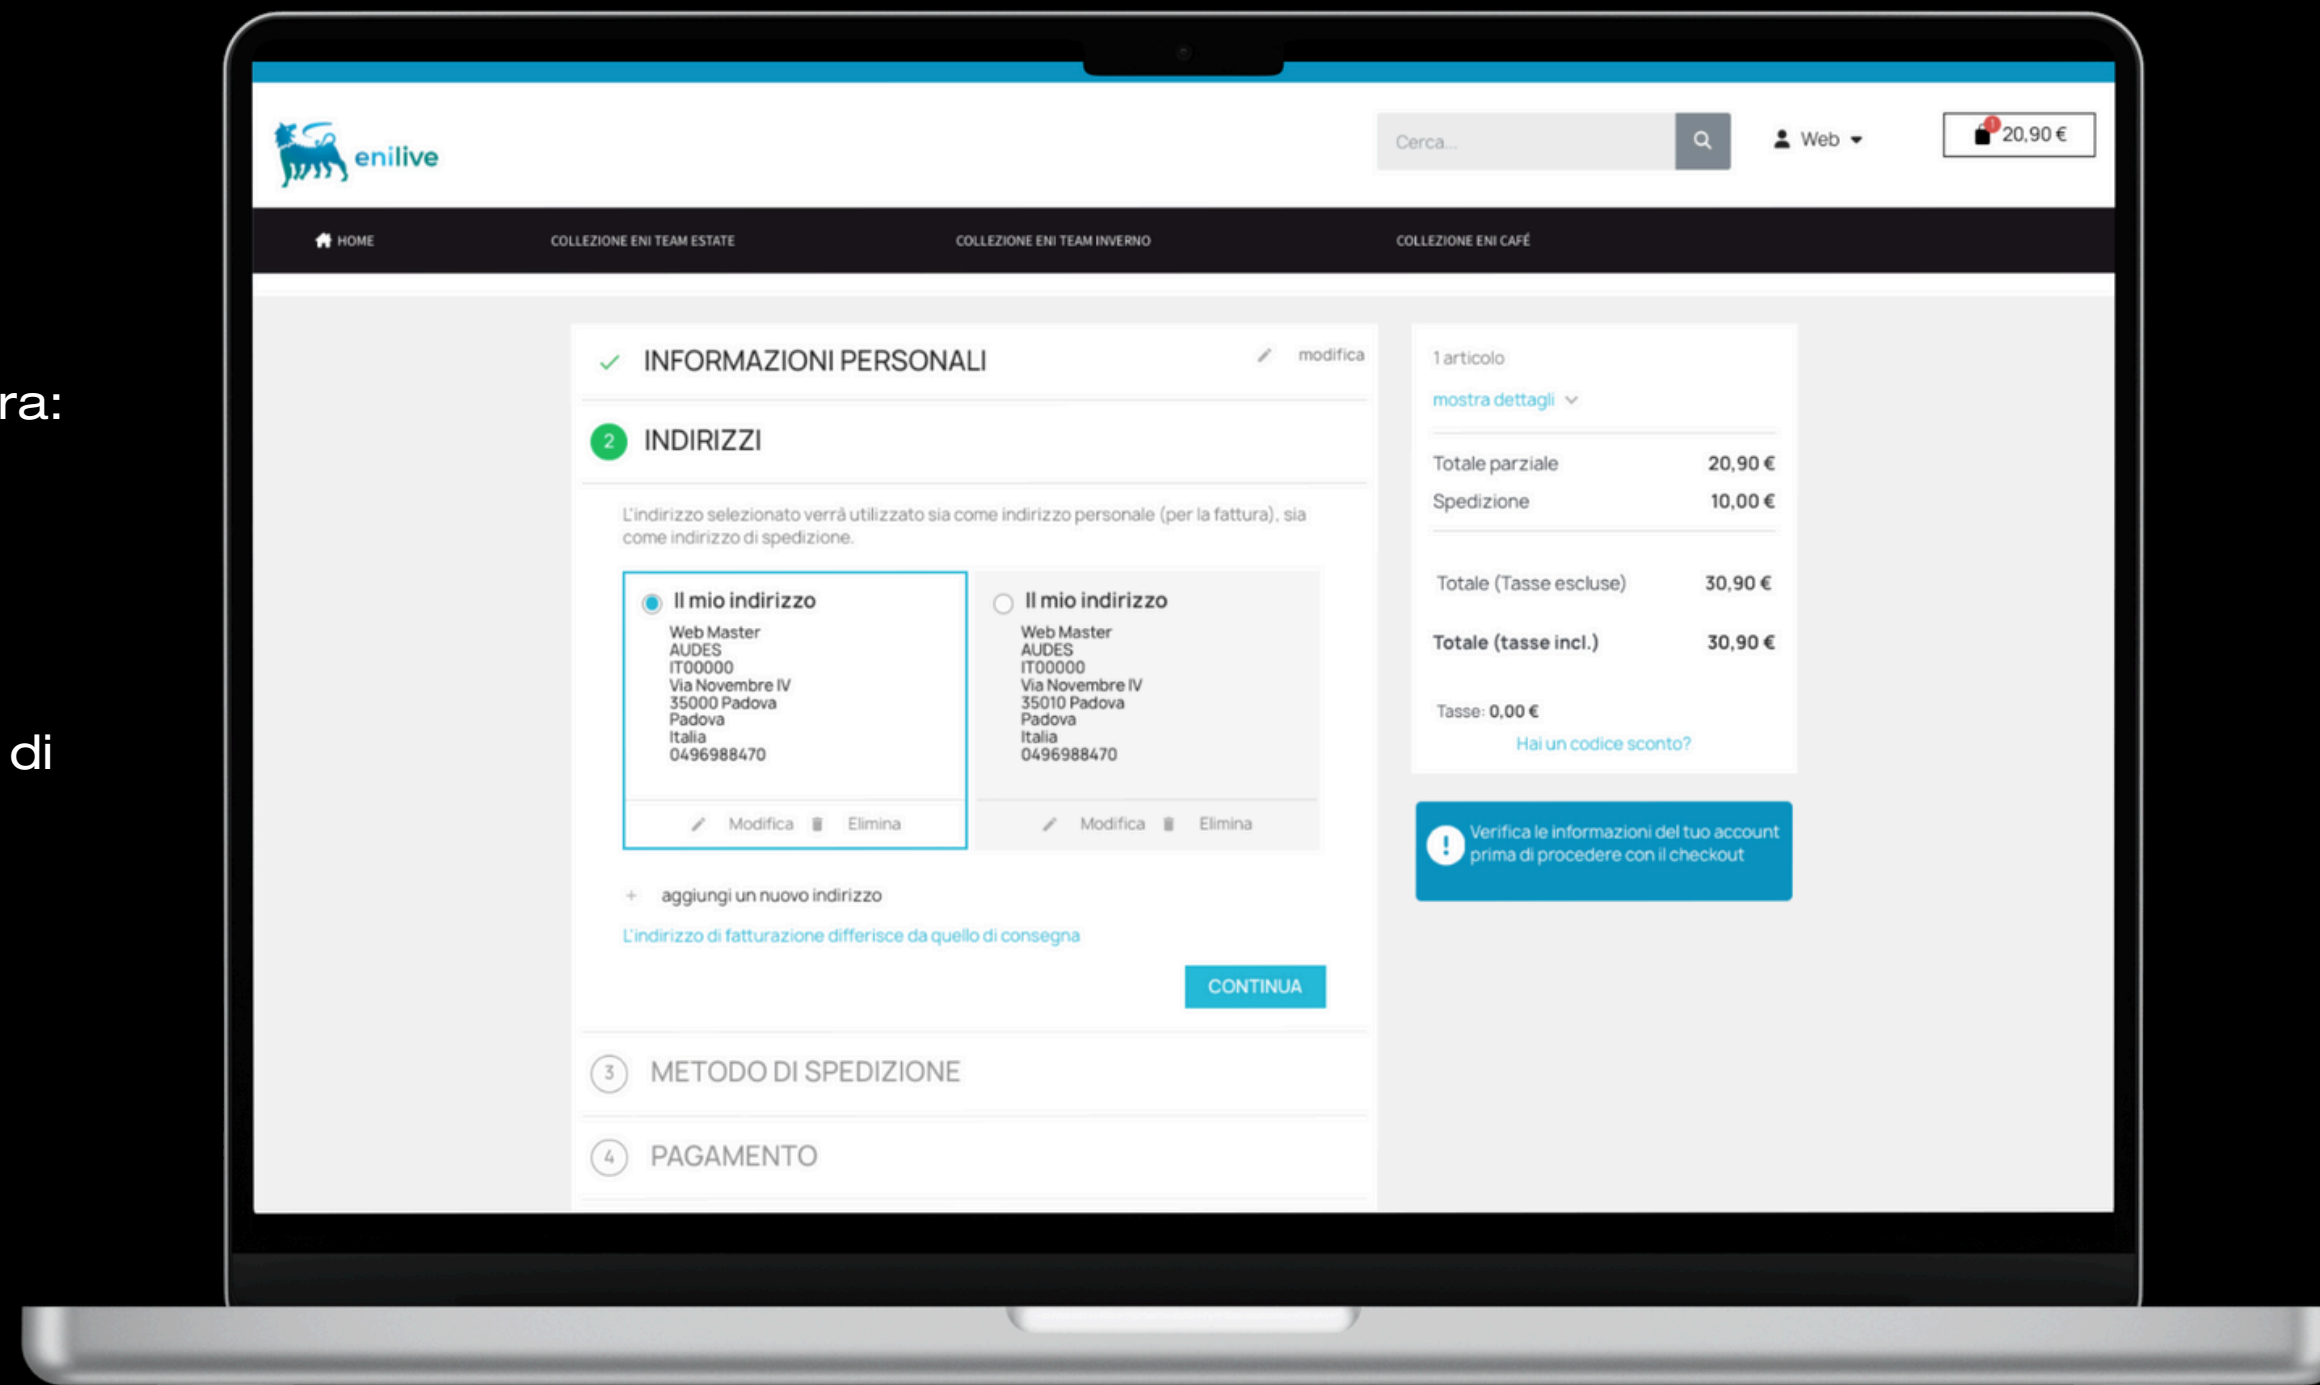 ra:
di
enilive
Cerca...
Web
1
20,90 €
HOME
COLLEZIONE ENI TEAM ESTATE
COLLEZIONE ENI TEAM INVERNO
COLLEZIONE ENI CAFÉ
INFORMAZIONI PERSONALI
modifica
2 INDIRIZZI
L'indirizzo selezionato verrà utilizzato sia come indirizzo personale (per la fattura), sia
come indirizzo di spedizione.
Il mio indirizzo
Web Master
AUDES
IT00000
Via Novembre IV
35000 Padova
Padova
Italia
0496988470
Modifica Elimina
Il mio indirizzo
Web Master
AUDES
IT00000
Via Novembre IV
35010 Padova
Padova
Italia
0496988470
Modifica Elimina
+ aggiungi un nuovo indirizzo
L'indirizzo di fatturazione differisce da quello di consegna
CONTINUA
3 METODO DI SPEDIZIONE
4 PAGAMENTO
1 articolo
mostra dettagli
Totale parziale 20,90 €
Spedizione 10,00 €
Totale (Tasse escluse) 30,90 €
Totale (tasse incl.) 30,90 €
Tasse: 0,00 €
Hai un codice sconto?
! Verifica le informazioni del tuo account
prima di procedere con il checkout